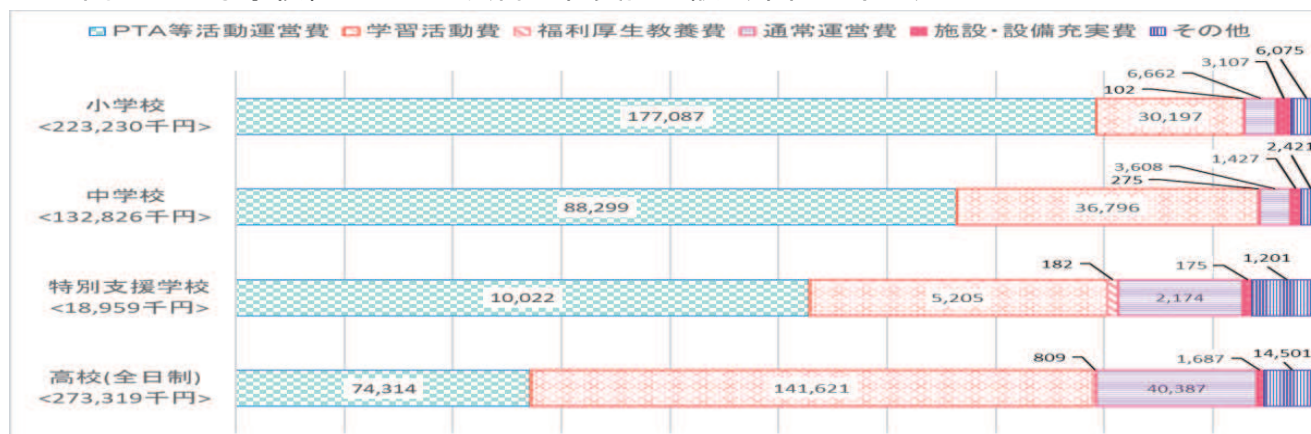 PTA等活動運営費 学習活動費 福利厚生教養費 通常運営費 施設・設備充実費 その他
小学校
<223,230千円>
177,087
30,197
102
6,662
3,107
6,075
中学校
<132,826千円>
88,299
36,796
275
3,608
1,427
2,421
特別支援学校
<18,959千円>
10,022
5,205
182
2,174
175
1,201
高校(全日制)
<273,319千円>
74,314
141,621
809
40,387
1,687
14,501